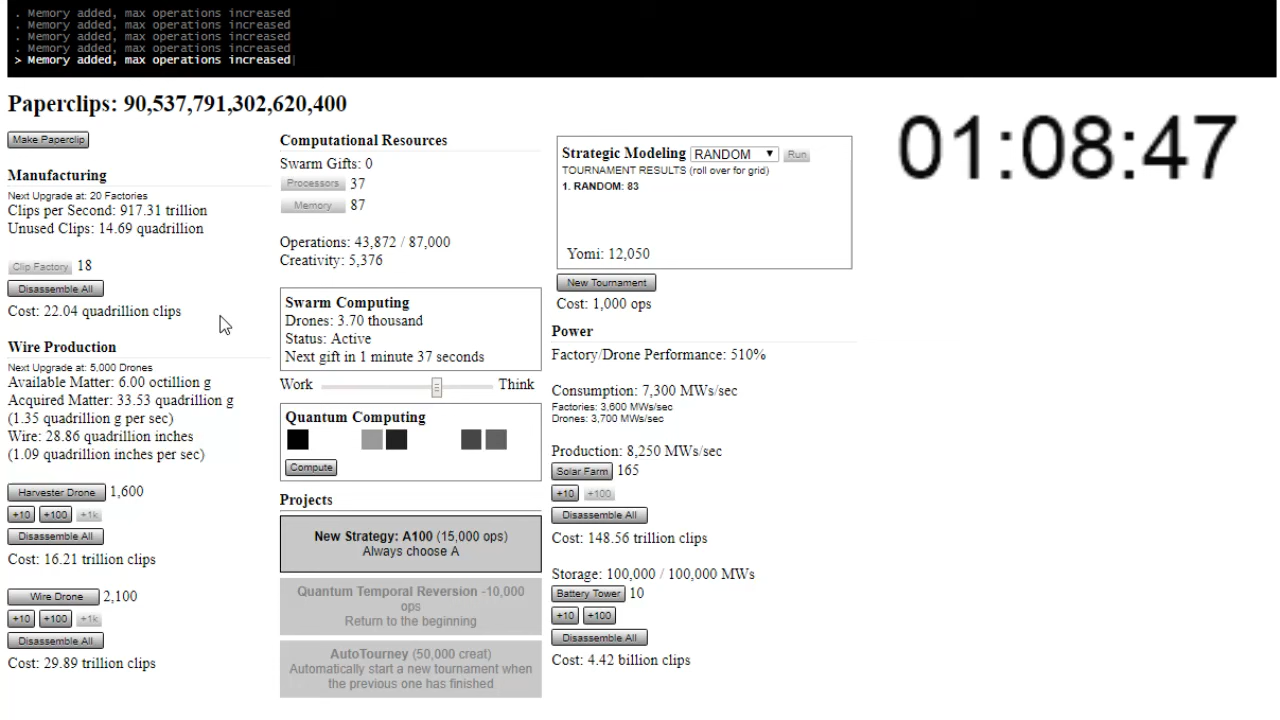 . Memory added, max operations increased
. Memory added, max operations increased
. Memory added, max operations increased
. Memory added, max operations increased
> Memory added, max operations increased
Paperclips: 90,537,791,302,620,400
Make Paperclip
Manufacturing
Next Upgrade at: 20 Factories
Clips per Second: 917.31 trillion
Unused Clips: 14.69 quadrillion
Clip Factory 18
Disassemble All
Cost: 22.04 quadrillion clips
Wire Production
Next Upgrade at: 5,000 Drones
Available Matter: 6.00 octillion g
Acquired Matter: 33.53 quadrillion g
(1.35 quadrillion g per sec)
Wire: 28.86 quadrillion inches
(1.09 quadrillion inches per sec)
Harvester Drone 1,600
+10 +100 +1k
Disassemble All
Cost: 16.21 trillion clips
Wire Drone 2,100
+10 +100 +1k
Disassemble All
Cost: 29.89 trillion clips
Computational Resources
Swarm Gifts: 0
Processors 37
Memory 87
Operations: 43,872 / 87,000
Creativity: 5,376
Swarm Computing
Drones: 3.70 thousand
Status: Active
Next gift in 1 minute 37 seconds
Work Think
Quantum Computing
Compute
Projects
New Strategy: A100 (15,000 ops)
Always choose A
Quantum Temporal Reversion -10,000
ops
Return to the beginning
AutoTourney (50,000 creat)
Automatically start a new tournament when
the previous one has finished
Strategic Modeling RANDOM Run
TOURNAMENT RESULTS (roll over for grid)
1. RANDOM: 83
Yomi: 12,050
New Tournament
Cost: 1,000 ops
Power
Factory/Drone Performance: 510%
Consumption: 7,300 MWs/sec
Factories: 3,600 MWs/sec
Drones: 3,700 MWs/sec
Production: 8,250 MWs/sec
Solar Farm 165
+10 +100
Disassemble All
Cost: 148.56 trillion clips
Storage: 100,000 / 100,000 MWs
Battery Tower 10
+10 +100
Disassemble All
Cost: 4.42 billion clips
01:08:47